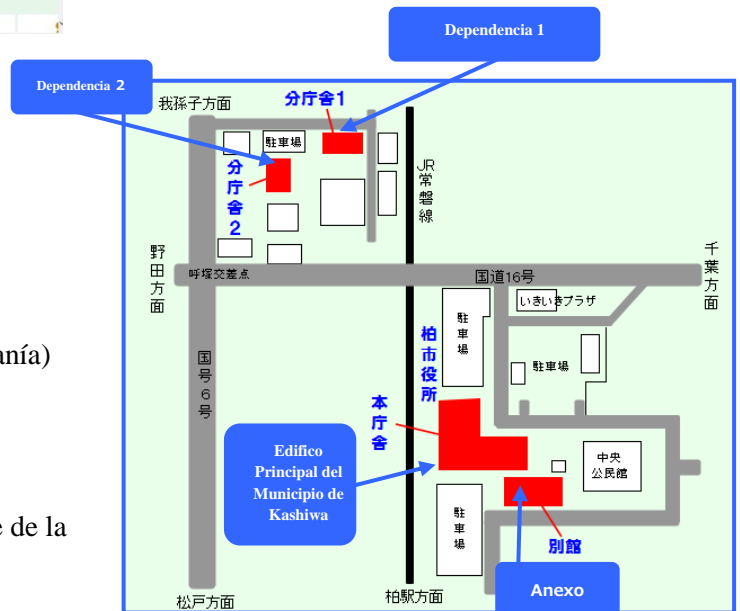 Dependencia 1
Dependencia 2
我孫子方面
分庁舎1
駐車場
分庁舎2
JR常磐線
野田方面
千葉方面
呼塚交差点
国道16号
いきいきプラザ
駐車場
柏市役所
駐車場
国号6号
anía)
本庁舎
Edifico
Principal del
Municipio de
Kashiwa
中央
公民館
e de la
駐車場
別館
Anexo
松戸方面
柏駅方面